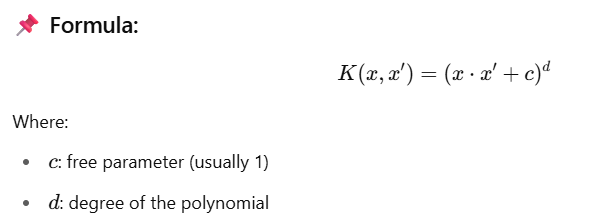 📌 Formula:
K(x, x′) = (x · x′ + c)ᵈ
Where:
• c: free parameter (usually 1)
• d: degree of the polynomial